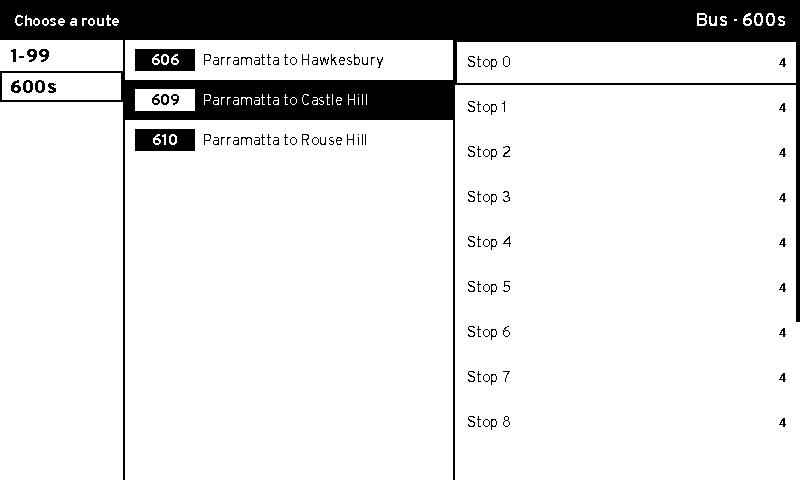 Choose a route
Bus - 600s
1-99
600s
606 Parramatta to Hawkesbury
609 Parramatta to Castle Hill
610 Parramatta to Rouse Hill
Stop 0 4
Stop 1 4
Stop 2 4
Stop 3 4
Stop 4 4
Stop 5 4
Stop 6 4
Stop 7 4
Stop 8 4